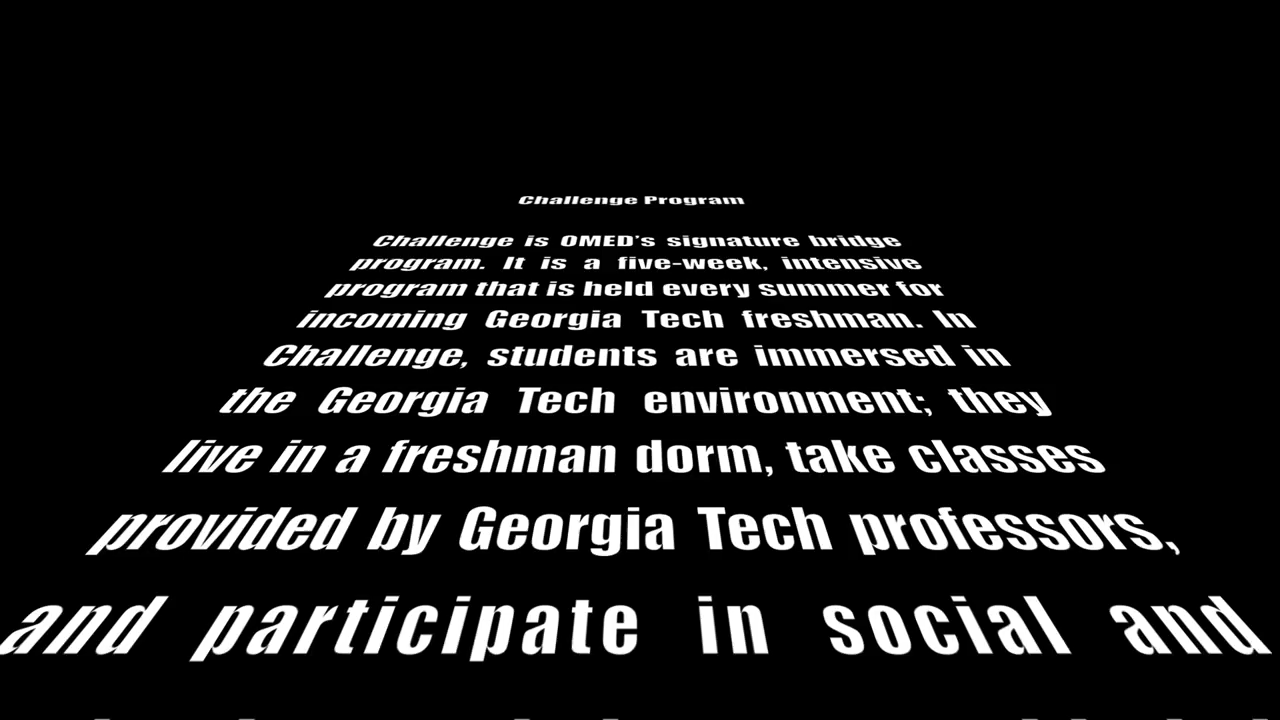 Challenge Program
Challenge is OMED's signature bridge
program. It is a five-week, intensive
program that is held every summer for
incoming Georgia Tech freshman. In
Challenge, students are immersed in
the Georgia Tech environment; they
live in a freshman dorm, take classes
provided by Georgia Tech professors,
and participate in social and